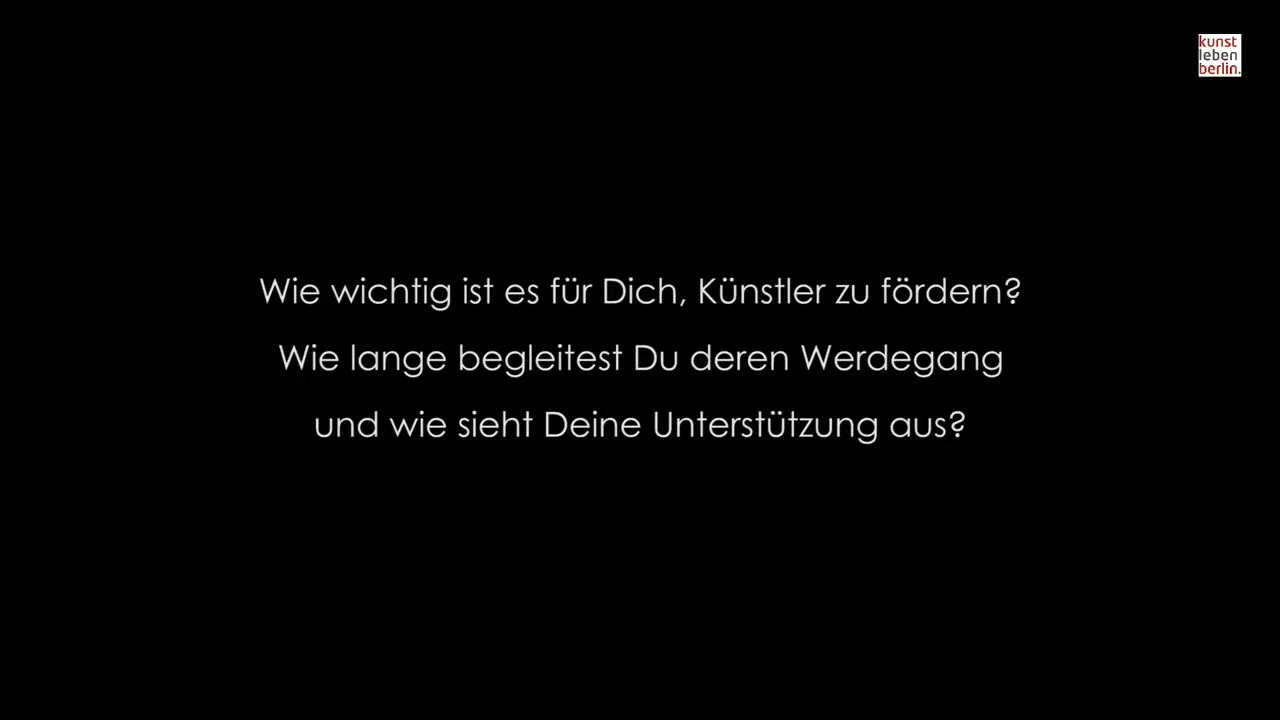 kunst
leben
berlin.
Wie wichtig ist es für Dich, Künstler zu fördern?
Wie lange begleitest Du deren Werdegang
und wie sieht Deine Unterstützung aus?